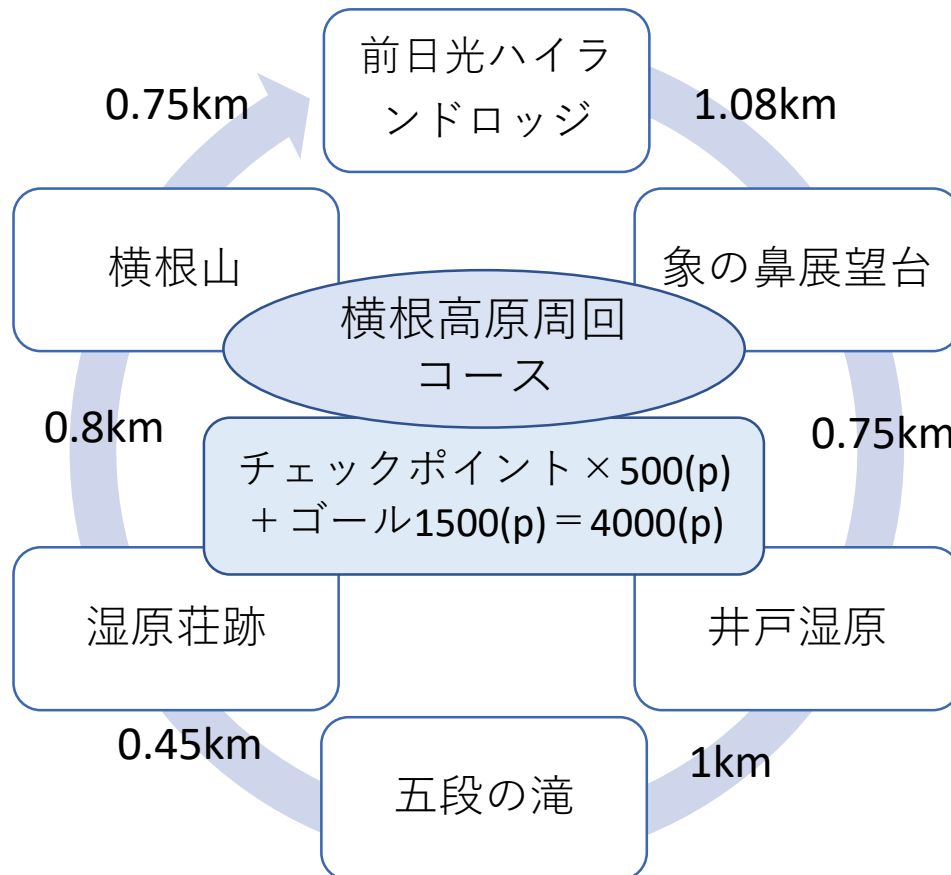 前日光ハイラ
ンドロッジ
1.08km
象の鼻展望台
0.75km
井戸湿原
1km
五段の滝
0.45km
湿原荘跡
0.8km
横根山
0.75km
横根高原周回
コース
チェックポイント×500(p)
+ゴール1500(p)=4000(p)